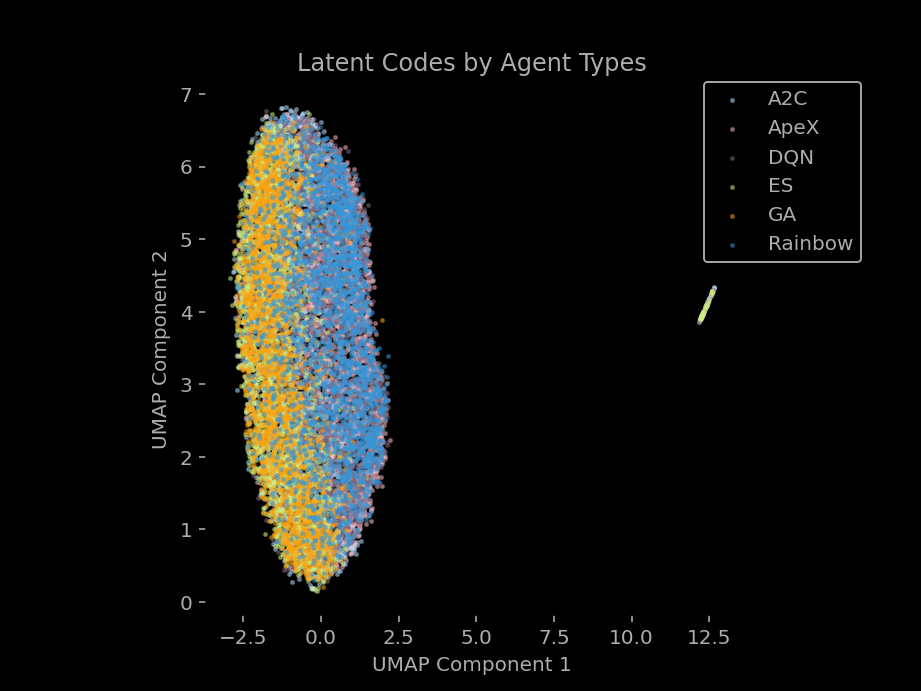 Latent Codes by Agent Types
A2C
ApeX
DQN
ES
GA
Rainbow
7
6
5
4
3
2
1
0
UMAP Component 2
−2.5
0.0
2.5
5.0
7.5
10.0
12.5
UMAP Component 1